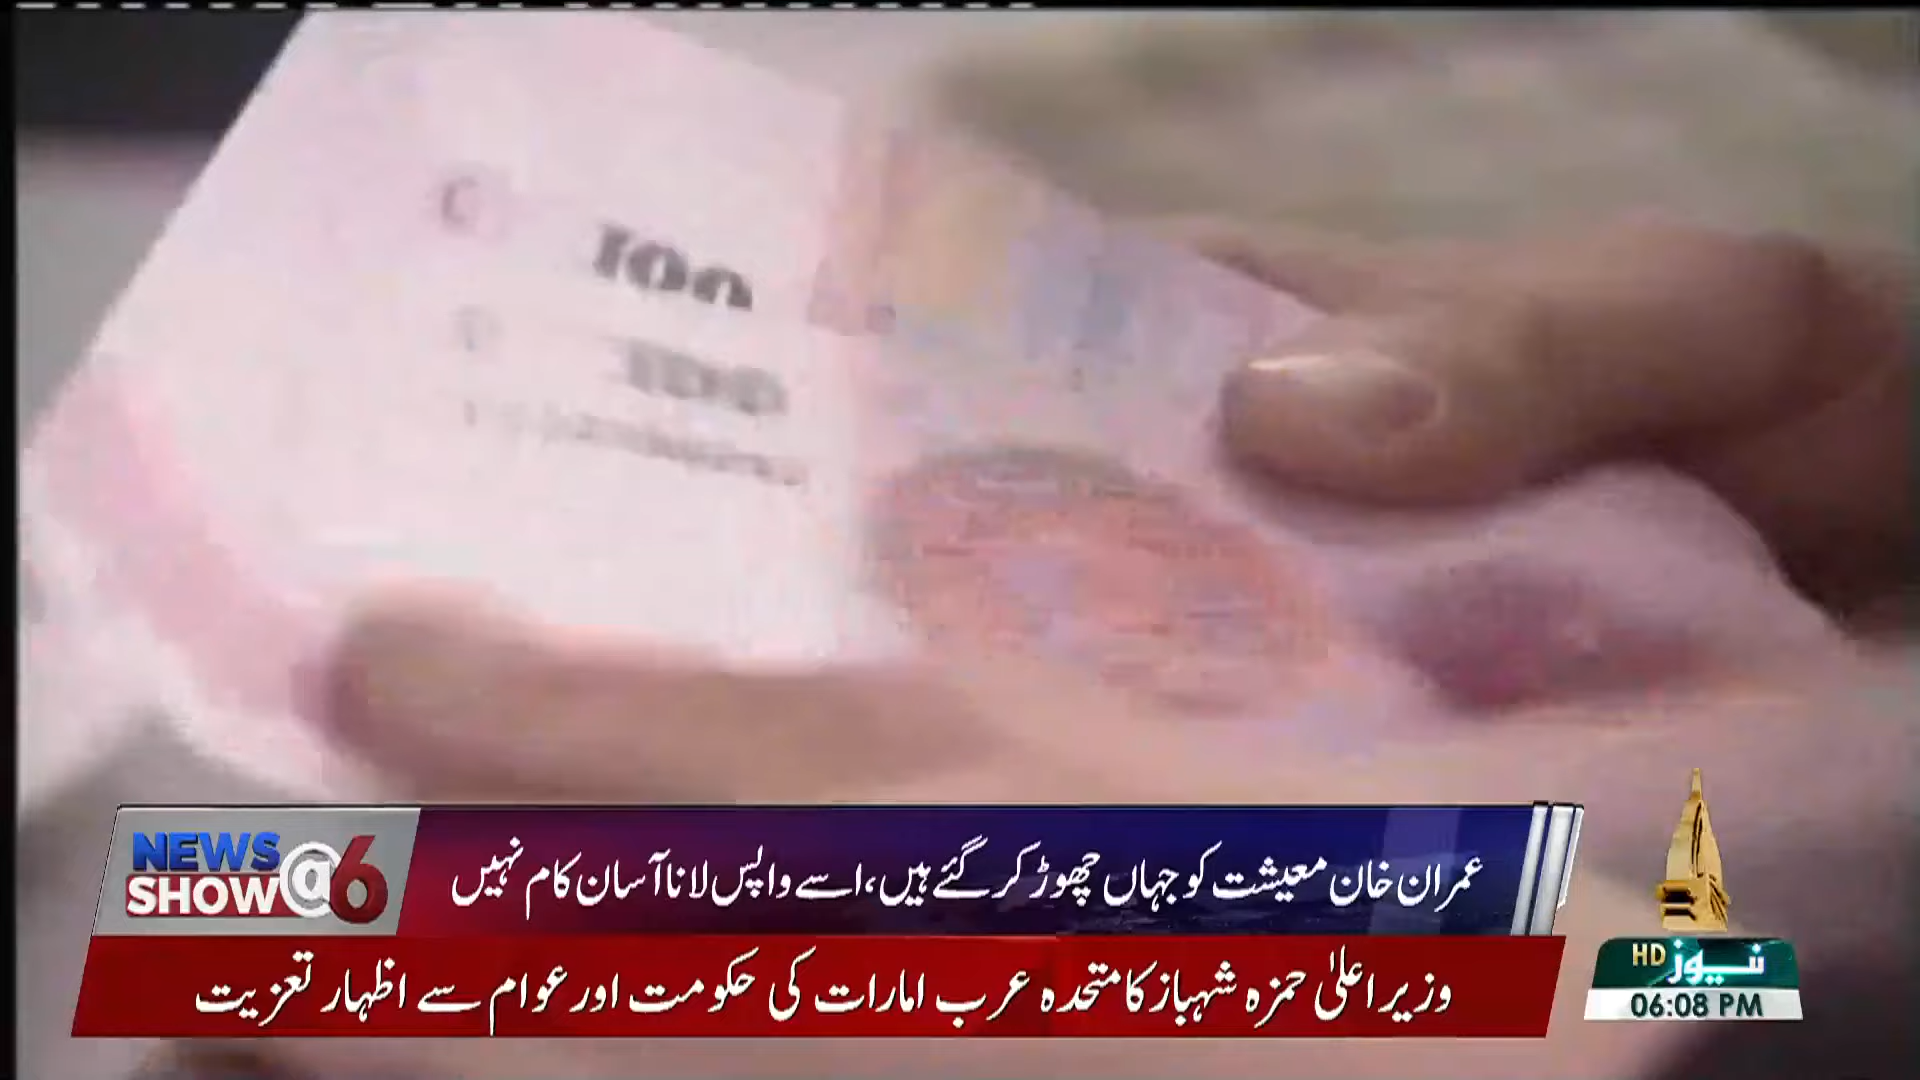 100
100
NEWS
SHOW @6
عمران خان معیشت کو جہاں چھوڑ کر گئے ہیں، اسے واپس لانا آسان کام نہیں
وزیر اعلیٰ حمزہ شہباز کا متحدہ عرب امارات کی حکومت اور عوام سے اظہار تعزیت
نیوز HD
06:08 PM